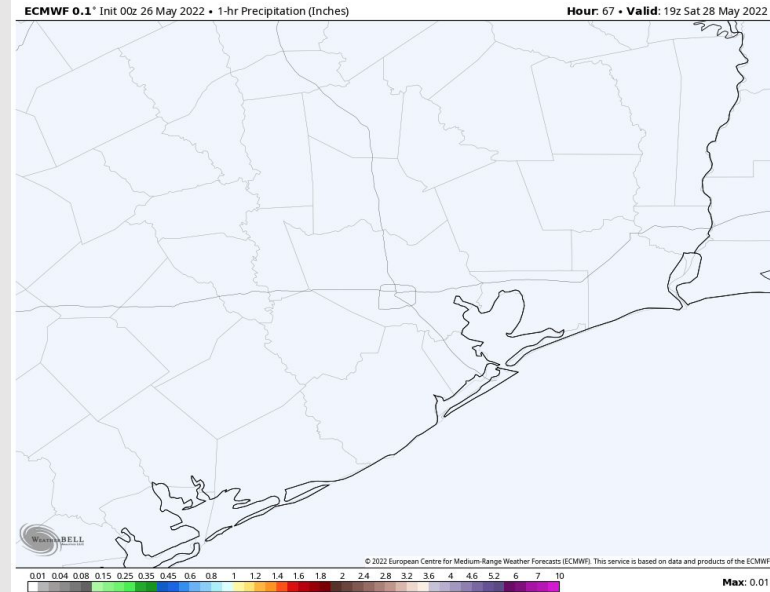 ECMWF 0.1° Init 00z 26 May 2022 • 1-hr Precipitation (Inches) Hour: 67 • Valid: 19z Sat 28 May 2022
WEATHERBELL
© 2022 European Centre for Medium-Range Weather Forecasts (ECMWF). This service is based on data and products of the ECMWF
0.01 0.04 0.08 0.15 0.25 0.35 0.45 0.6 0.8 1 1.2 1.4 1.6 1.8 2 2.4 2.8 3.2 3.6 4 4.6 5.2 6 7 10
Max: 0.01